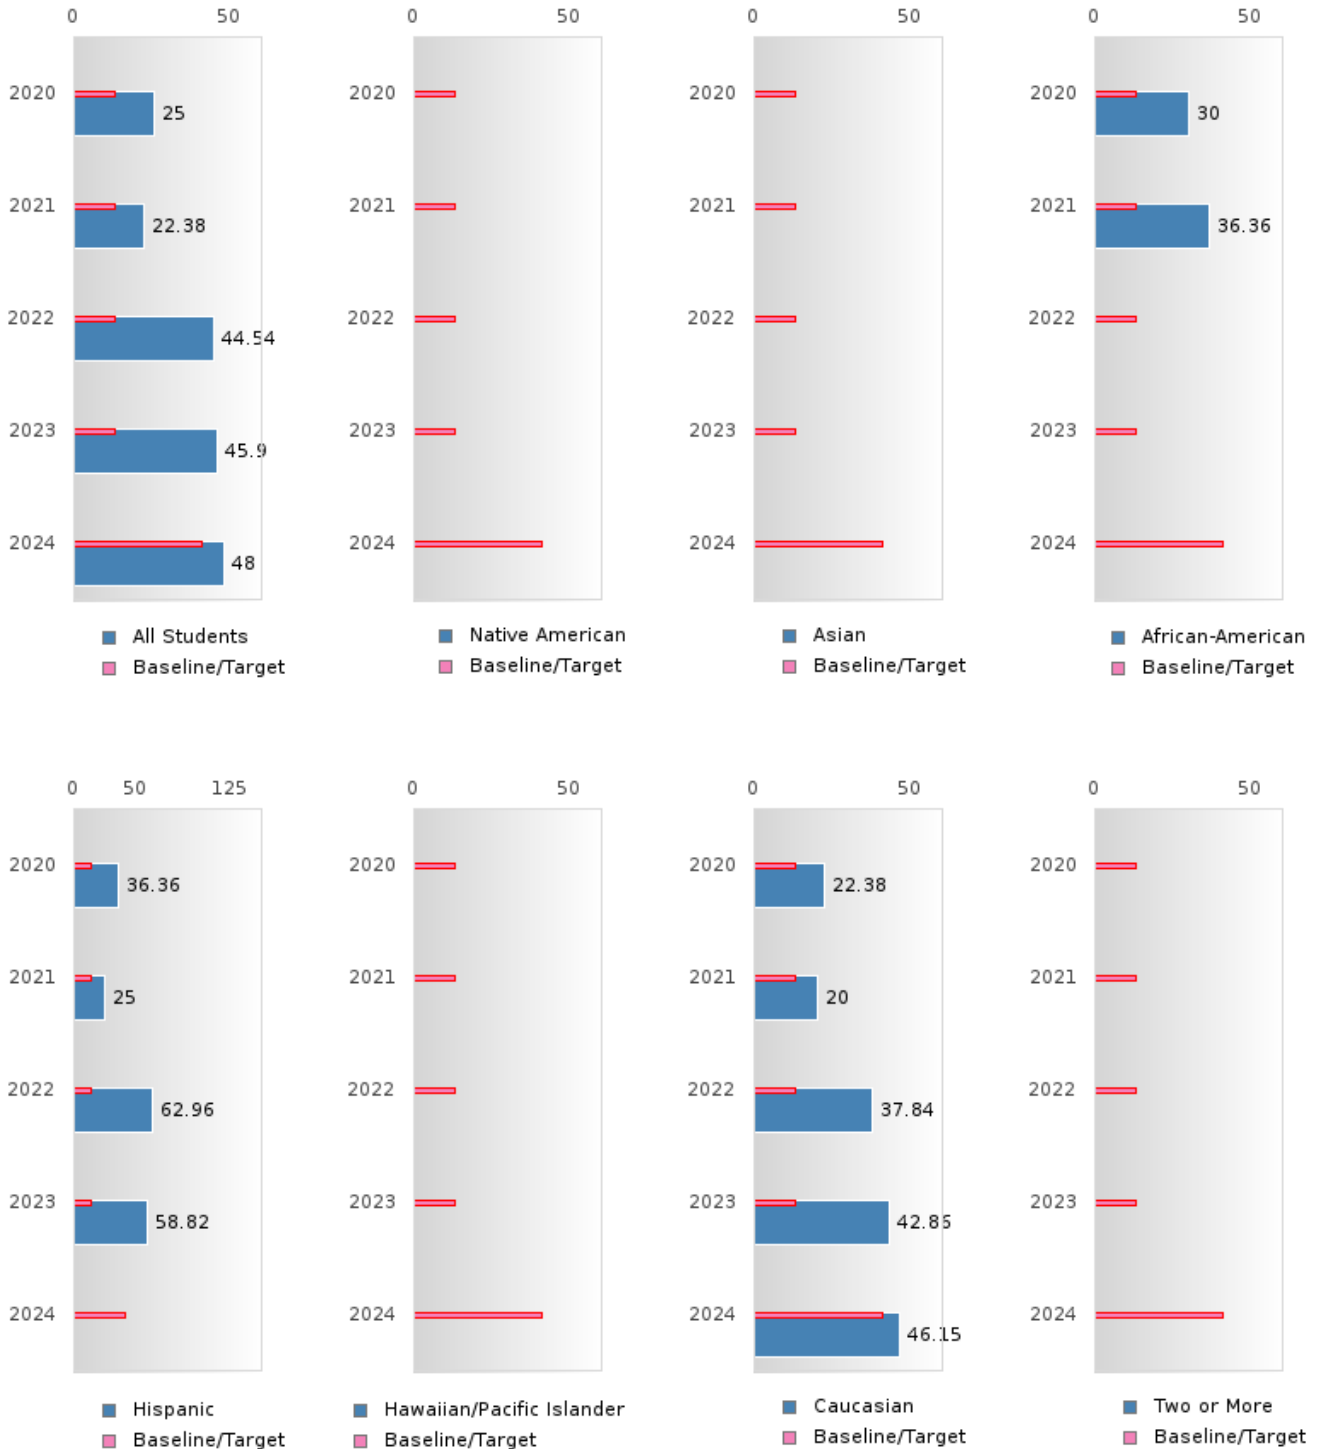 0 50 0 50 0 50 0 50
2020 25 2020 2020 2020 30
2021 22.38 2021 2021 2021 36.36
2022 44.54 2022 2022 2022
2023 45.9 2023 2023 2023
2024 48 2024 2024 2024
All Students Native American Asian African-American
Baseline/Target Baseline/Target Baseline/Target Baseline/Target
0 50 125 0 50 0 50 0 50
2020 36.36 2020 2020 22.38 2020
2021 25 2021 2021 20 2021
2022 62.96 2022 2022 37.84 2022
2023 58.82 2023 2023 42.86 2023
2024 2024 2024 46.15 2024
Hispanic Hawaiian/Pacific Islander Caucasian Two or More
Baseline/Target Baseline/Target Baseline/Target Baseline/Target